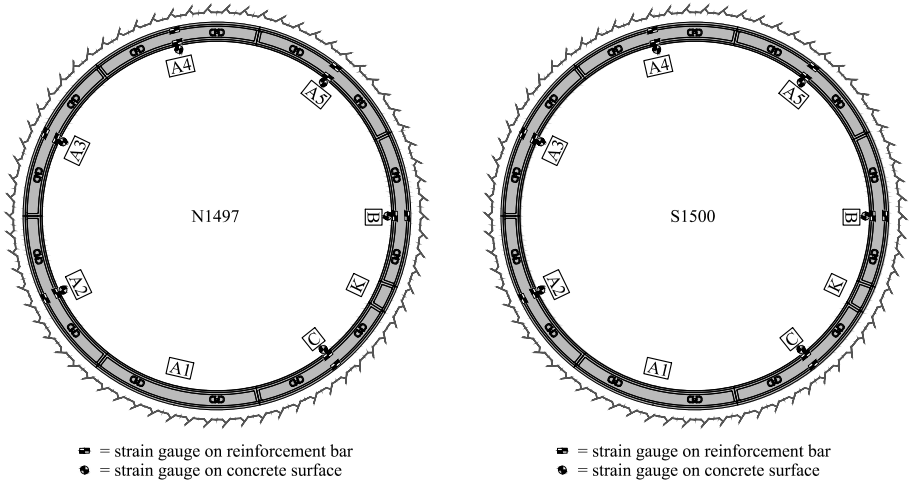 A4
A5
A3
N1497
B
A2
K
C
A1
= strain gauge on reinforcement bar
= strain gauge on concrete surface
A4
A5
A3
S1500
B
A2
K
C
A1
= strain gauge on reinforcement bar
= strain gauge on concrete surface